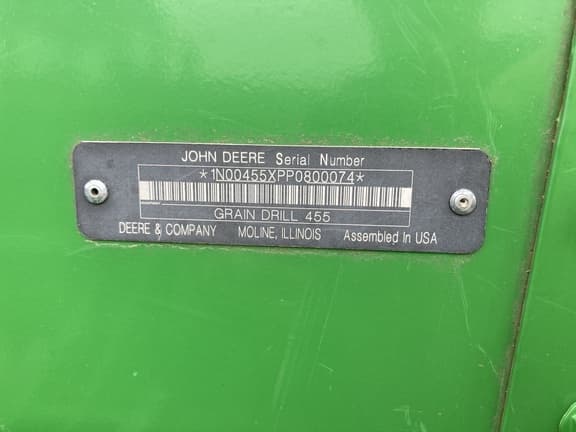 JOHN DEERE Serial Number
*1N00455XPP0800074*
GRAIN DRILL 455
DEERE & COMPANY MOLINE, ILLINOIS Assembled In USA